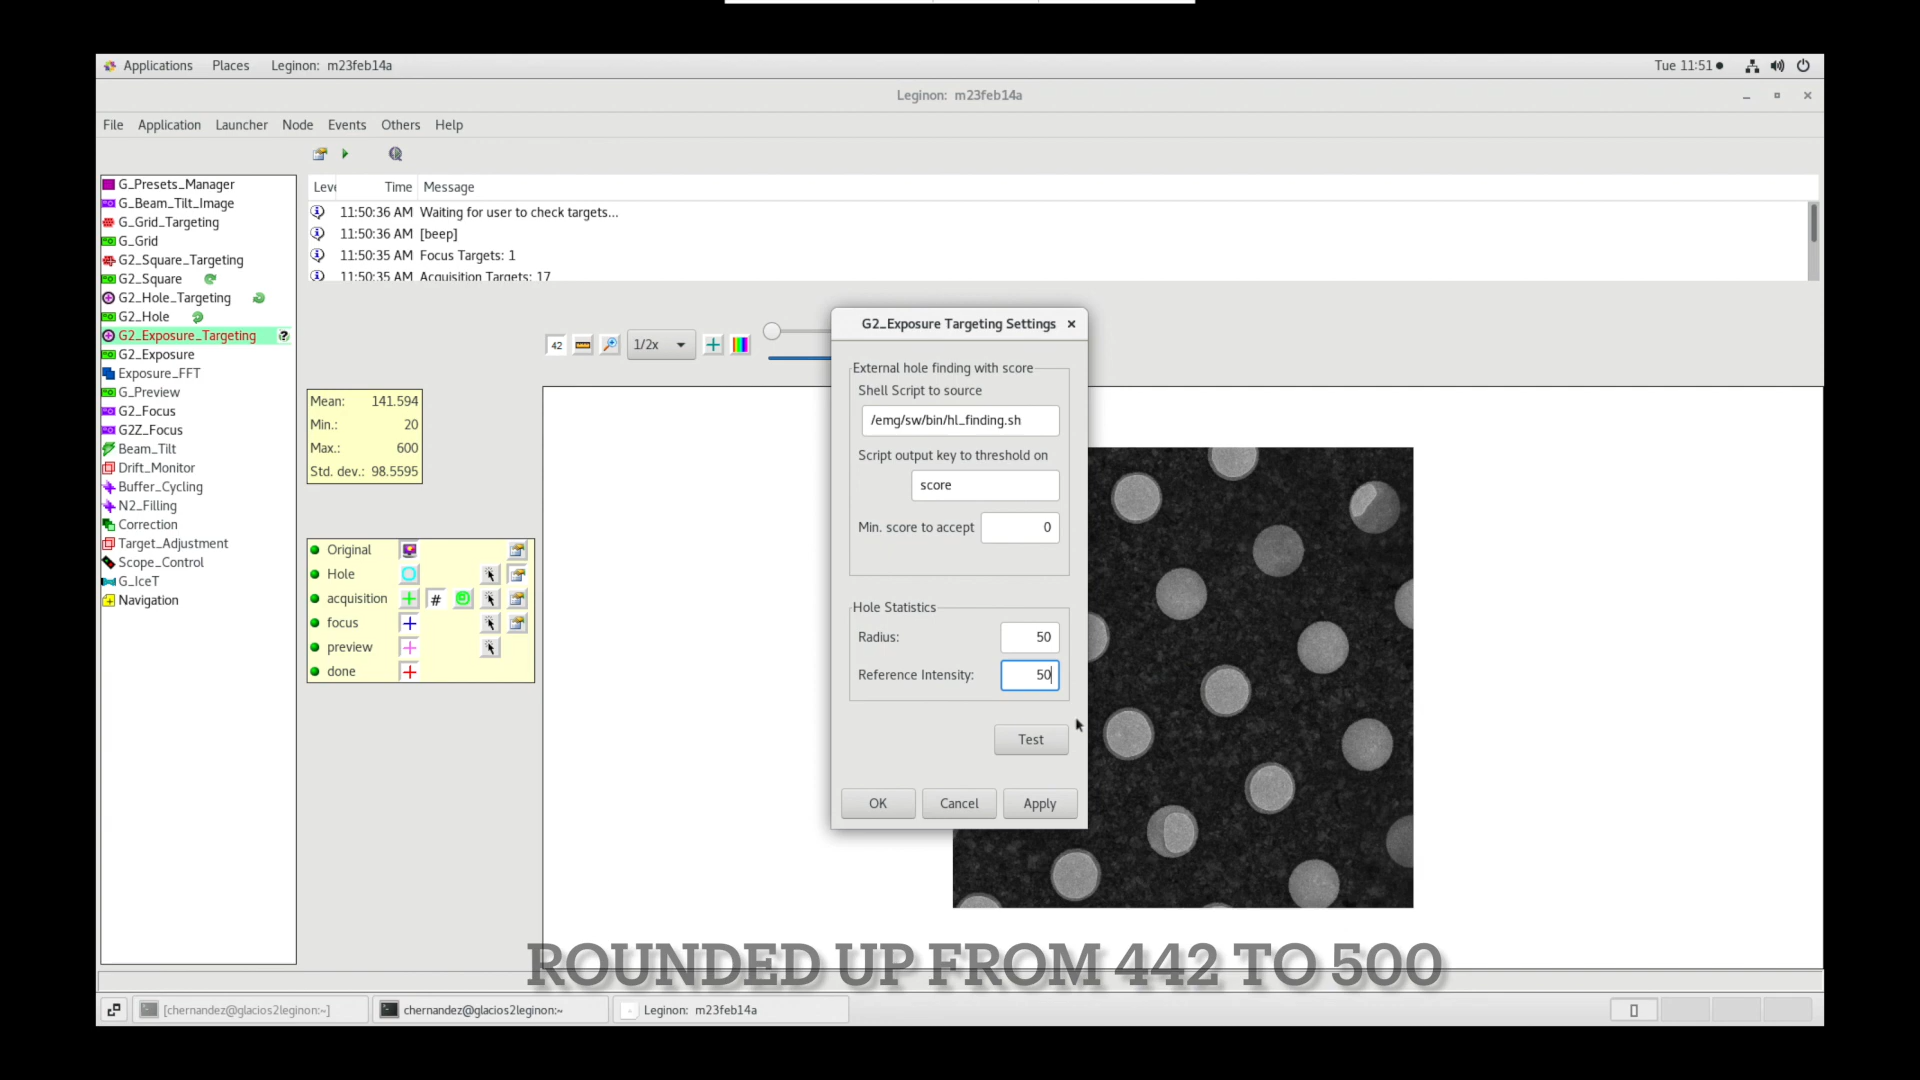 Applications Places Leginon: m23feb14a Tue 11:51
Leginon: m23feb14a
File Application Launcher Node Events Others Help
G_Presets_Manager
G_Beam_Tilt_Image
G_Grid_Targeting
G_Grid
G2_Square_Targeting
G2_Square
G2_Hole_Targeting
G2_Hole
G2_Exposure_Targeting ?
G2_Exposure
Exposure_FFT
G_Preview
G2_Focus
G2Z_Focus
Beam_Tilt
Drift_Monitor
Buffer_Cycling
N2_Filling
Correction
Target_Adjustment
Scope_Control
G_IceT
Navigation
Leve Time Message
11:50:36 AM Waiting for user to check targets...
11:50:36 AM [beep]
11:50:35 AM Focus Targets: 1
11:50:35 AM Acquisition Targets: 17
42 1/2x
Mean: 141.594
Min.: 20
Max.: 600
Std. dev.: 98.5595
Original
Hole
acquisition #
focus
preview
done
G2_Exposure Targeting Settings
External hole finding with score
Shell Script to source
/emg/sw/bin/hl_finding.sh
Script output key to threshold on
score
Min. score to accept 0
Hole Statistics
Radius: 50
Reference Intensity: 50
Test
OK Cancel Apply
ROUNDED UP FROM 442 TO 500
[chernandez@glacios2leginon:~] chernandez@glacios2leginon:~ Leginon: m23feb14a